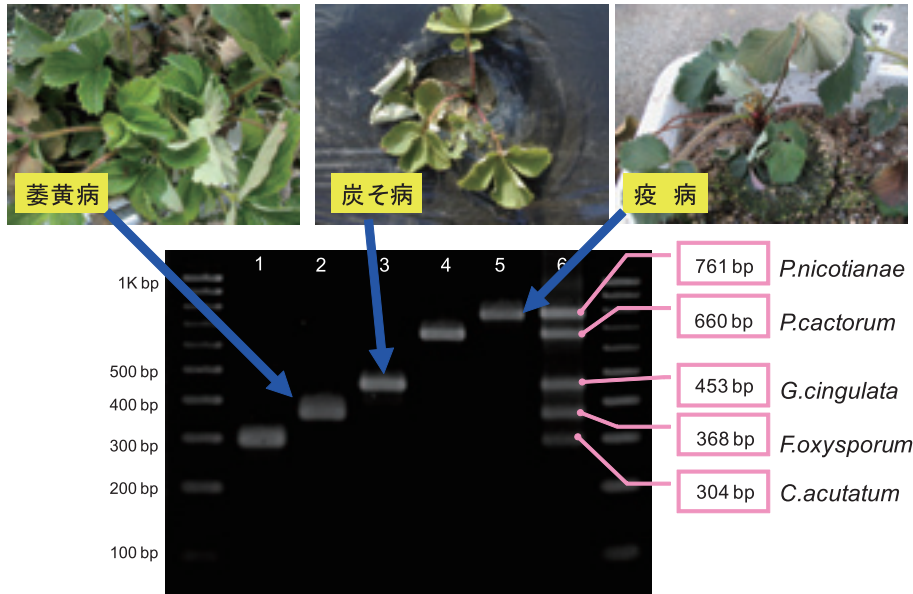 萎黄病
炭そ病
疫 病
1 2 3 4 5 6
1K bp
500 bp
400 bp
300 bp
200 bp
100 bp
761 bp P.nicotianae
660 bp P.cactorum
453 bp G.cingulata
368 bp F.oxysporum
304 bp C.acutatum